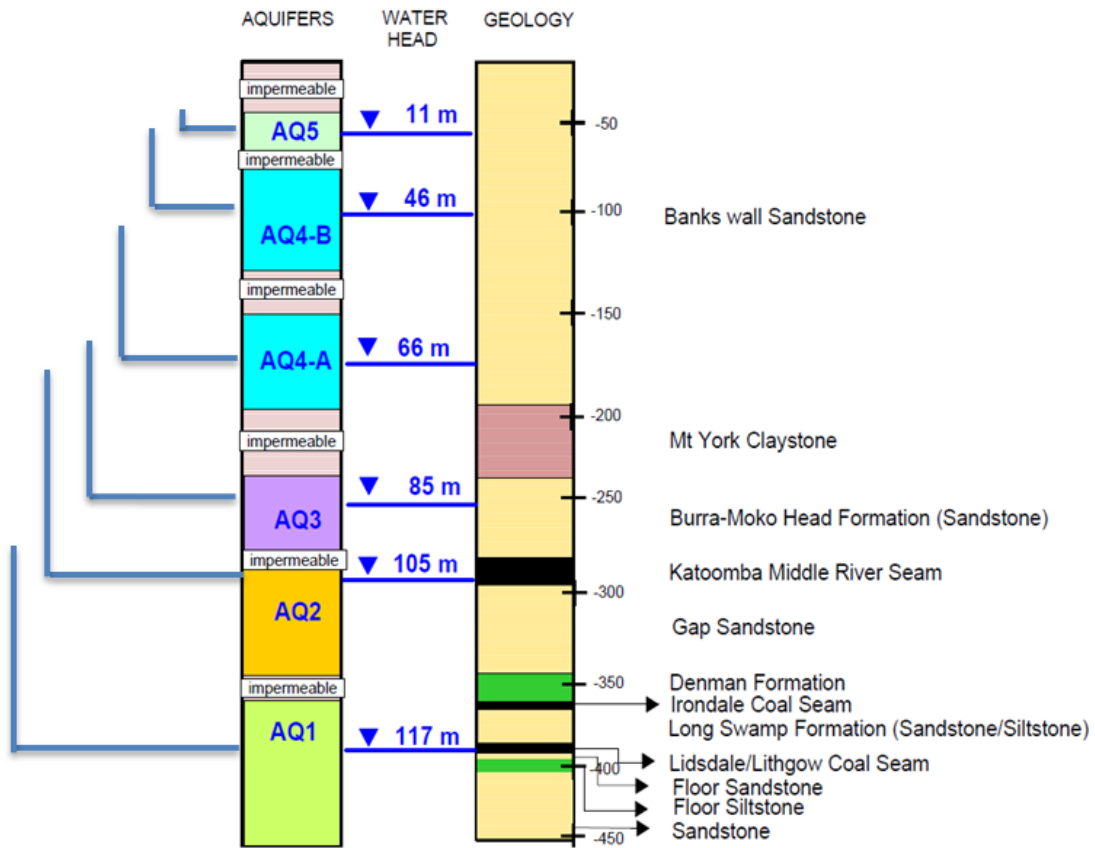 AQUIFERS
WATER
HEAD
GEOLOGY
impermeable
11 m
-50
AQ5
impermeable
46 m
-100
Banks wall Sandstone
AQ4-B
impermeable
-150
66 m
AQ4-A
-200
impermeable
Mt York Claystone
85 m
-250
AQ3
Burra-Moko Head Formation (Sandstone)
impermeable
105 m
Katoomba Middle River Seam
-300
AQ2
Gap Sandstone
impermeable
-350
Denman Formation
Irondale Coal Seam
AQ1
117 m
Long Swamp Formation (Sandstone/Siltstone)
Lidsdale/Lithgow Coal Seam
-400
Floor Sandstone
Floor Siltstone
Sandstone
-450